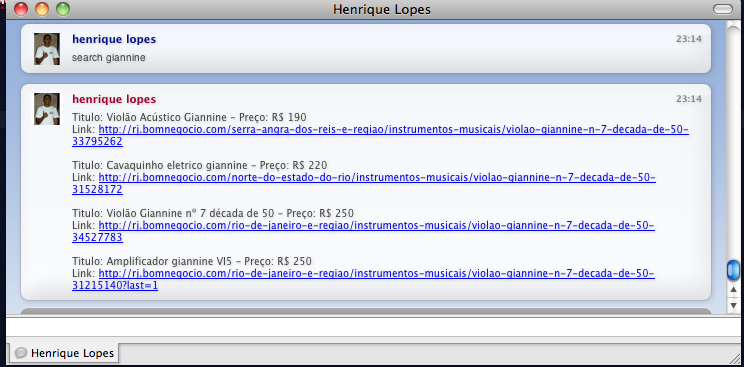 Henrique Lopes
henrique lopes 23:14
search giannine
henrique lopes 23:14
Titulo: Violão Acústico Giannine - Preço: R$ 190
Link: http://rj.bomnegocio.com/serra-angra-dos-reis-e-regiao/instrumentos-musicais/violao-giannine-n-7-decada-de-50-
33795262
Titulo: Cavaquinho eletrico giannine - Preço: R$ 220
Link: http://rj.bomnegocio.com/norte-do-estado-do-rio/instrumentos-musicais/violao-giannine-n-7-decada-de-50-
31528172
Titulo: Violão Giannine nº 7 década de 50 - Preço: R$ 250
Link: http://rj.bomnegocio.com/rio-de-janeiro-e-regiao/instrumentos-musicais/violao-giannine-n-7-decada-de-50-
34527783
Titulo: Amplificador giannine VI5 - Preço: R$ 250
Link: http://rj.bomnegocio.com/rio-de-janeiro-e-regiao/instrumentos-musicais/violao-giannine-n-7-decada-de-50-
31215140?last=1
Henrique Lopes